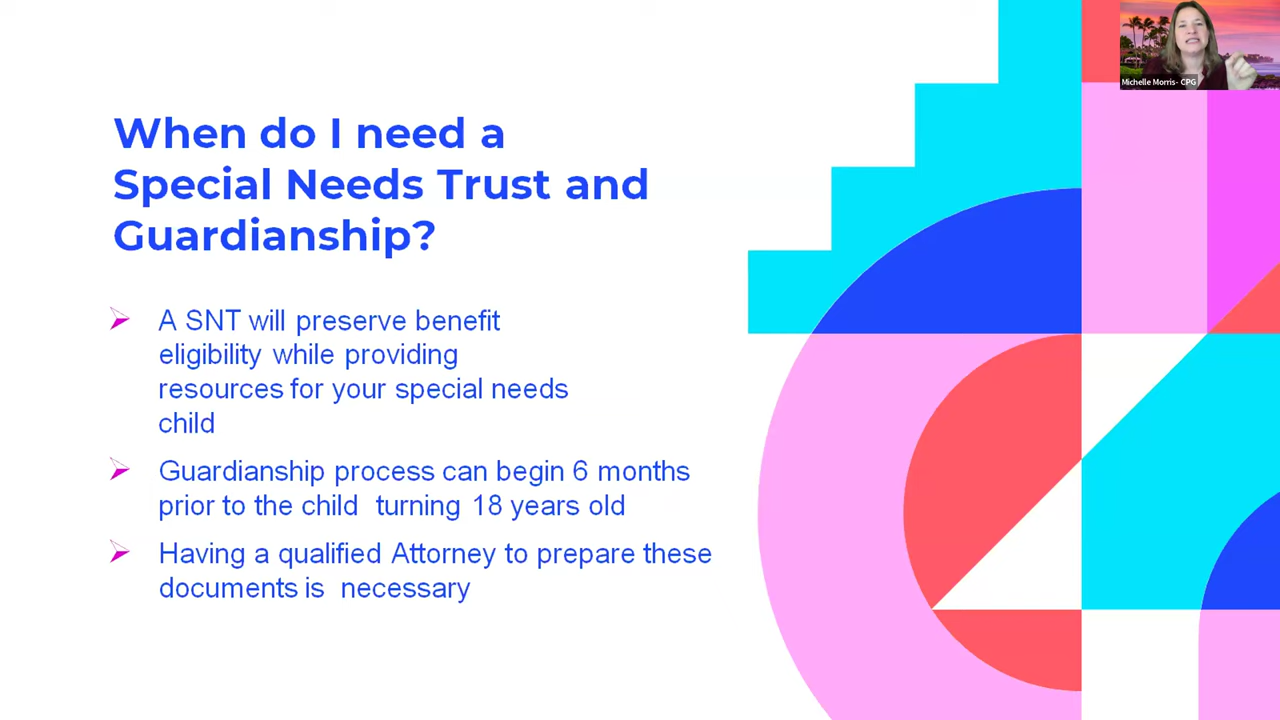 Michelle Morris- CPG
When do I need a
Special Needs Trust and
Guardianship?
A SNT will preserve benefit
eligibility while providing
resources for your special needs
child
Guardianship process can begin 6 months
prior to the child  turning 18 years old
Having a qualified Attorney to prepare these
documents is  necessary